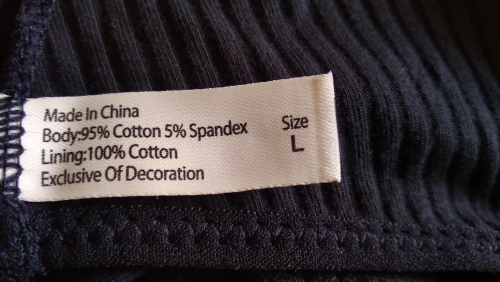 Made In China
Body:95% Cotton 5% Spandex
Lining:100% Cotton
Exclusive Of Decoration
Size
L